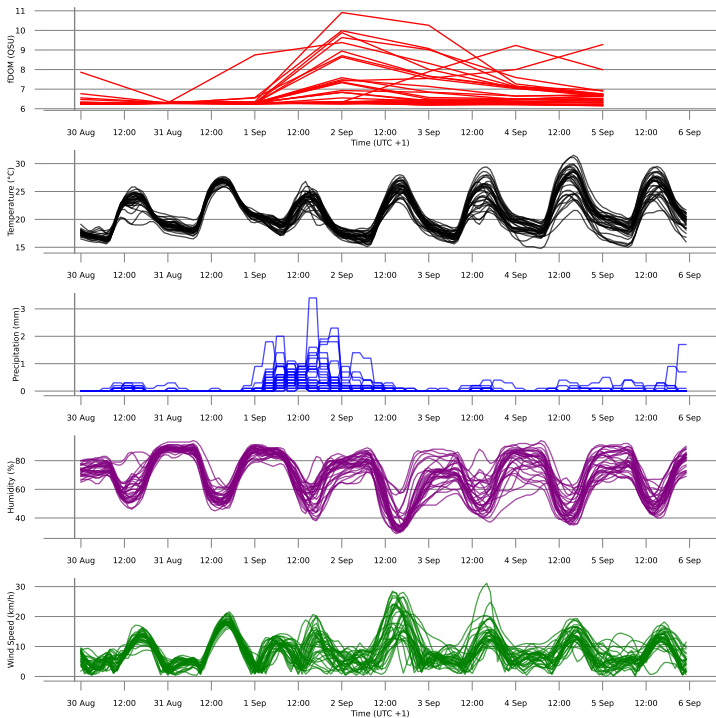 fDOM (QSU)
11
10
9
8
7
6
30 Aug 12:00 31 Aug 12:00 1 Sep 12:00 2 Sep 12:00 3 Sep 12:00 4 Sep 12:00 5 Sep 12:00 6 Sep
Time (UTC +1)
Temperature (°C)
30
25
20
15
30 Aug 12:00 31 Aug 12:00 1 Sep 12:00 2 Sep 12:00 3 Sep 12:00 4 Sep 12:00 5 Sep 12:00 6 Sep
Precipitation (mm)
3
2
1
0
30 Aug 12:00 31 Aug 12:00 1 Sep 12:00 2 Sep 12:00 3 Sep 12:00 4 Sep 12:00 5 Sep 12:00 6 Sep
Humidity (%)
80
60
40
30 Aug 12:00 31 Aug 12:00 1 Sep 12:00 2 Sep 12:00 3 Sep 12:00 4 Sep 12:00 5 Sep 12:00 6 Sep
Wind Speed (km/h)
30
20
10
0
30 Aug 12:00 31 Aug 12:00 1 Sep 12:00 2 Sep 12:00 3 Sep 12:00 4 Sep 12:00 5 Sep 12:00 6 Sep
Time (UTC +1)